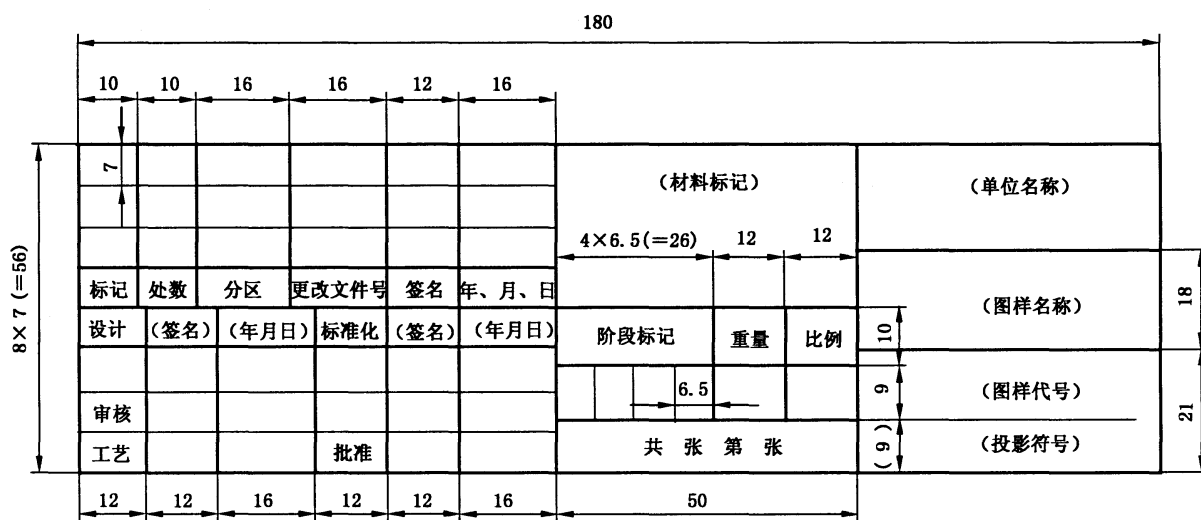 180
10 10 16 16 12 16
7
(材料标记)
(单位名称)
4×6.5(=26) 12 12
8×7(=56)
标记 处数 分区 更改文件号 签名 年、月、日
(图样名称)
18
设计 (签名) (年月日) 标准化 (签名) (年月日)
阶段标记 重量 比例
10
6.5
9
(图样代号)
21
审核
工艺 批准
共 张 第 张
(9)
(投影符号)
12 12 16 12 12 16 50